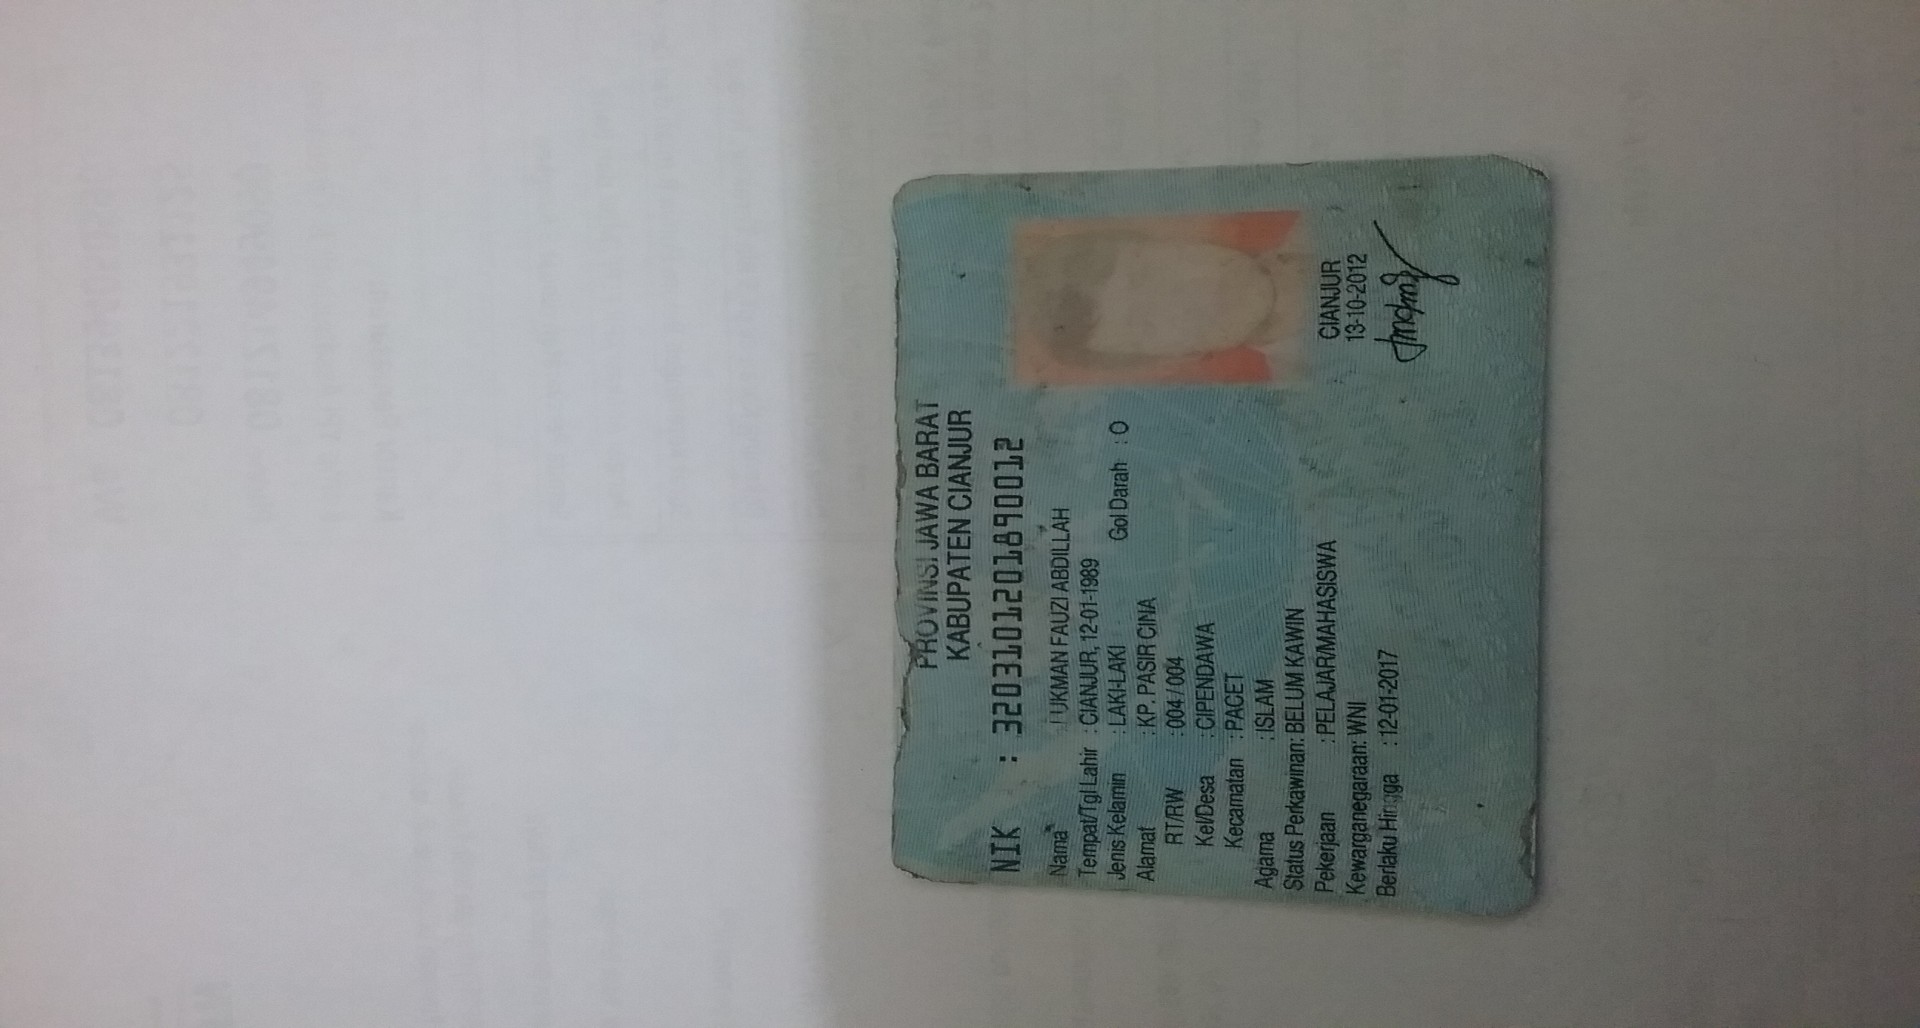 PROVINSI JAWA BARAT
KABUPATEN CIANJUR
NIK : 3203101201890012
Nama : LUKMAN FAUZI ABDILLAH
Tempat/Tgl Lahir : CIANJUR, 12-01-1989
Jenis Kelamin : LAKI-LAKI Gol Darah : O
Alamat : KP. PASIR CINA
RT/RW : 004 / 004
Kel/Desa : CIPENDAWA
Kecamatan : PACET
Agama : ISLAM
Status Perkawinan: BELUM KAWIN
Pekerjaan : PELAJAR/MAHASISWA
Kewarganegaraan: WNI
Berlaku Hingga : 12-01-2017
CIANJUR
13-10-2012